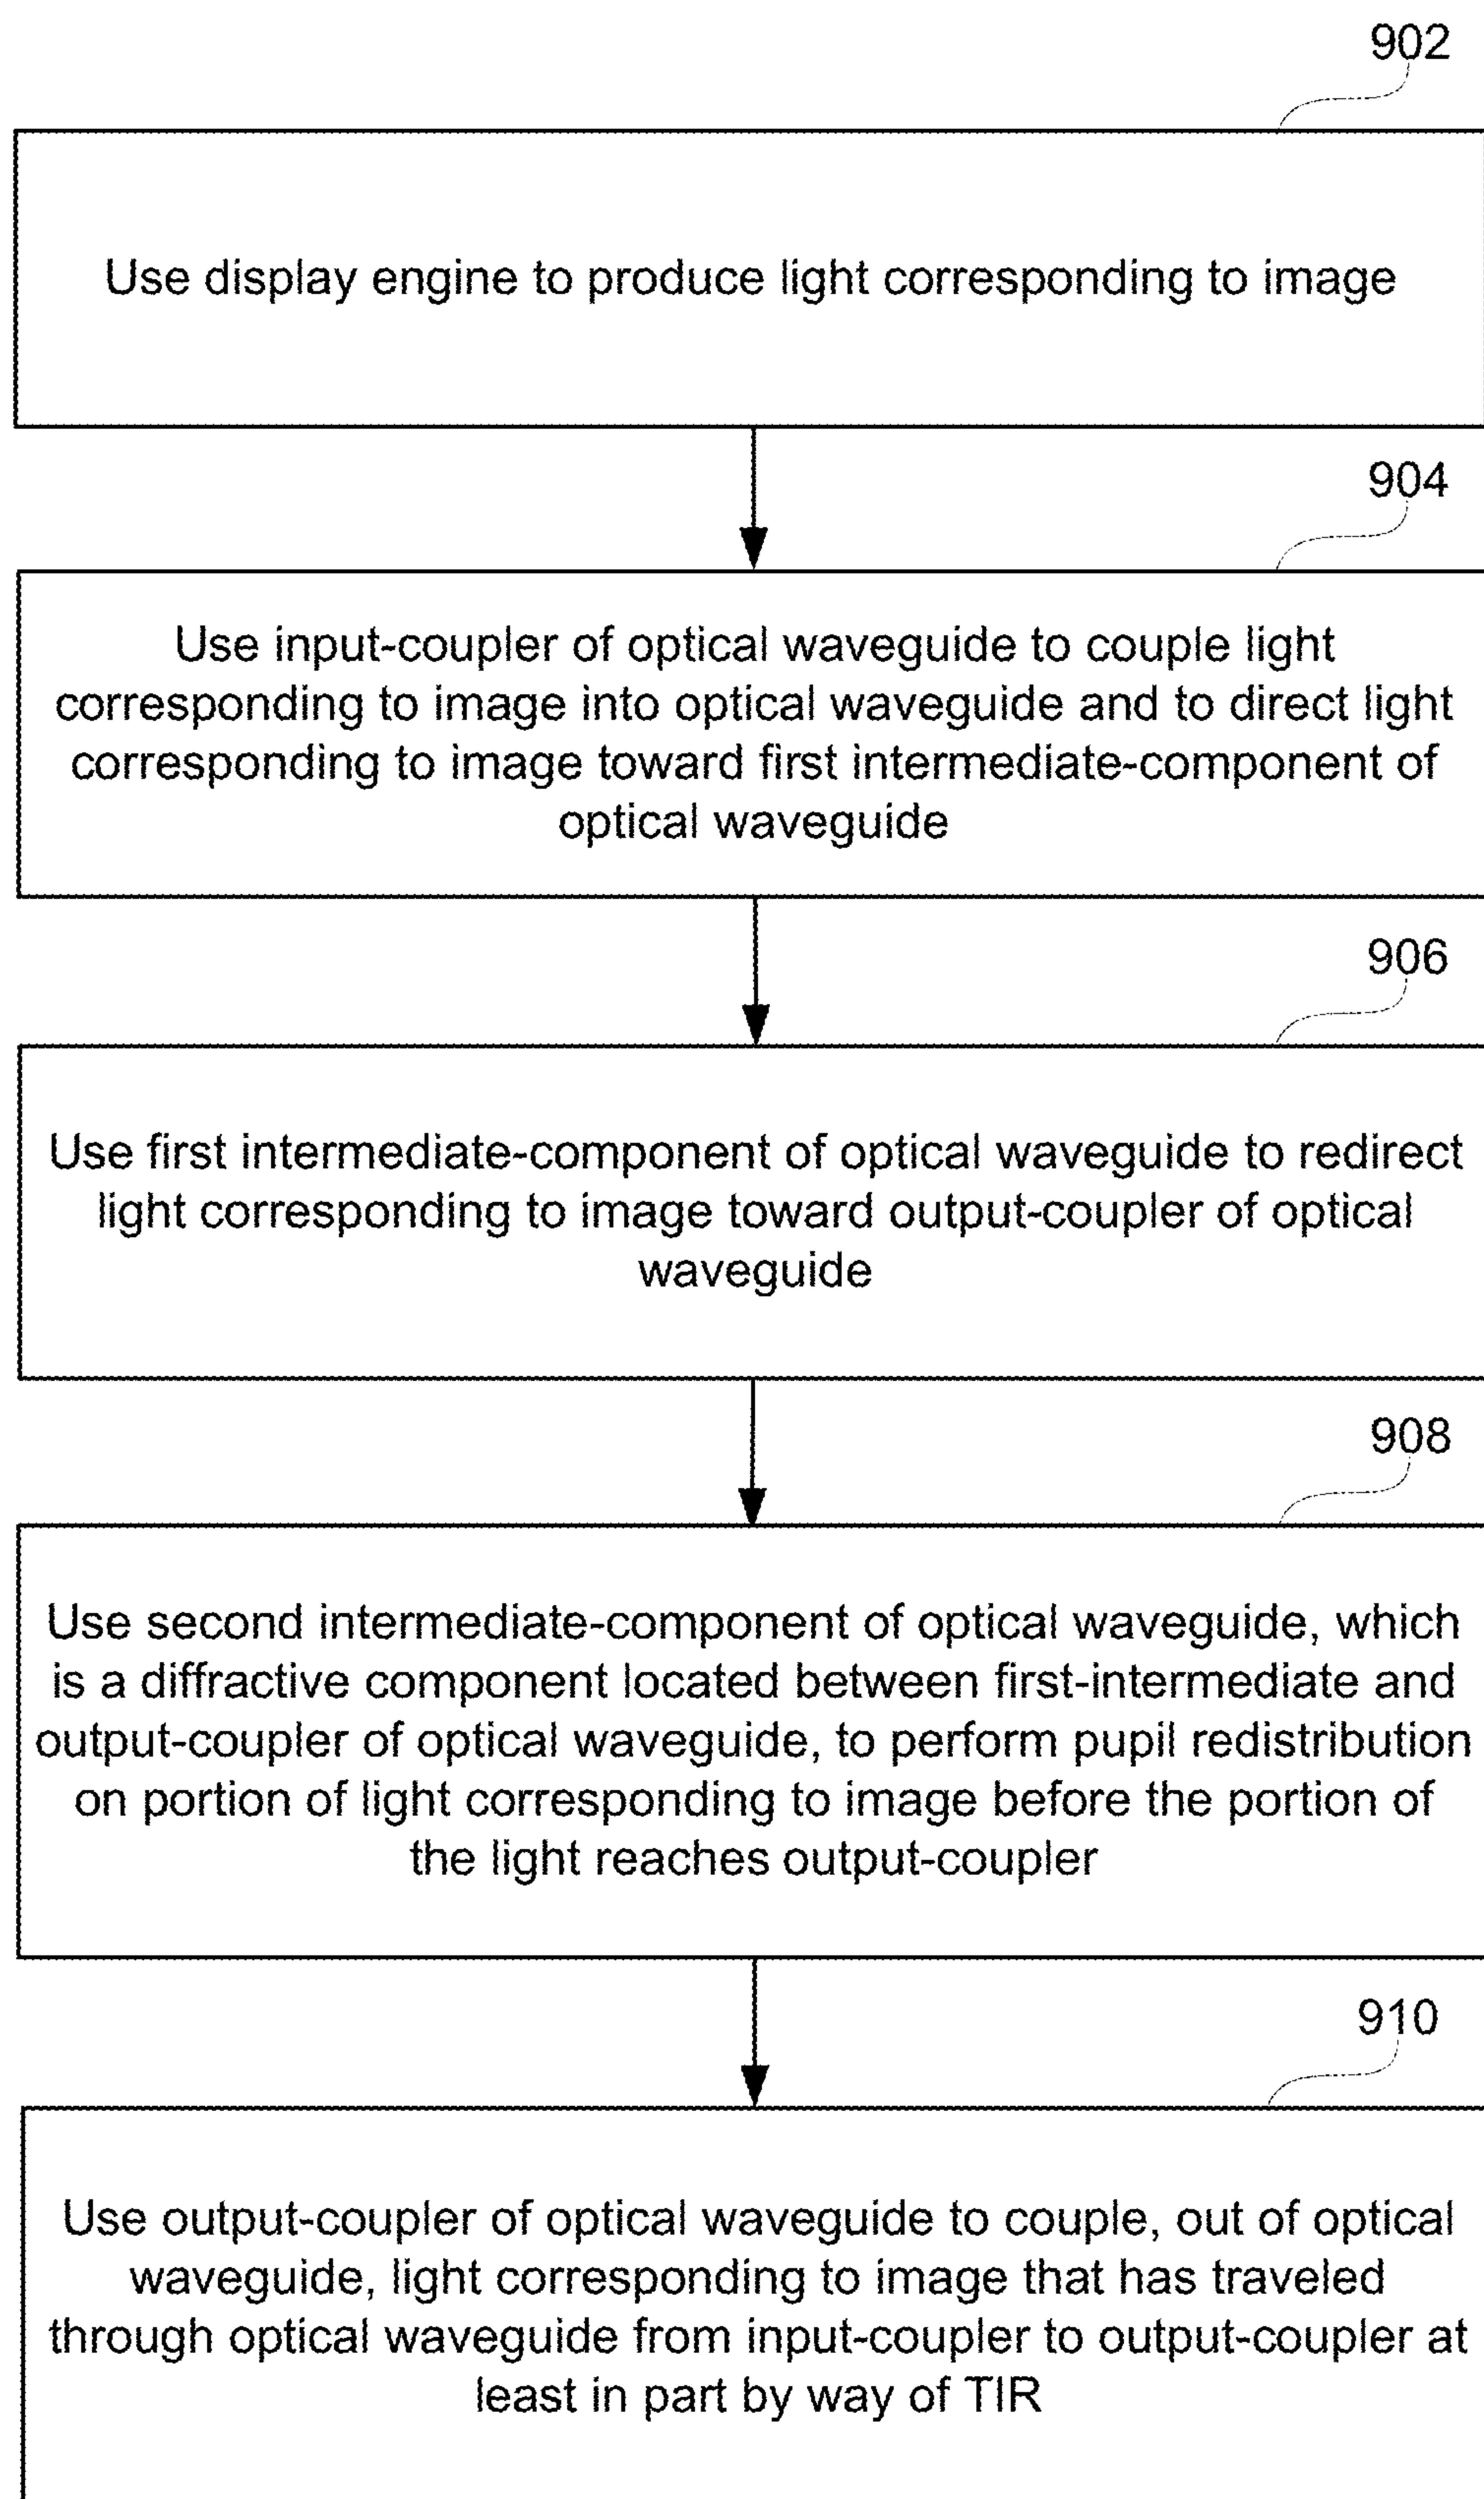 902
Use display engine to produce light corresponding to image
904
Use input-coupler of optical waveguide to couple light
corresponding to image into optical waveguide and to direct light
corresponding to image toward first intermediate-component of
optical waveguide
906
Use first intermediate-component of optical waveguide to redirect
light corresponding to image toward output-coupler of optical
waveguide
908
Use second intermediate-component of optical waveguide, which
is a diffractive component located between first-intermediate and
output-coupler of optical waveguide, to perform pupil redistribution
on portion of light corresponding to image before the portion of
the light reaches output-coupler
910
Use output-coupler of optical waveguide to couple, out of optical
waveguide, light corresponding to image that has traveled
through optical waveguide from input-coupler to output-coupler at
least in part by way of TIR